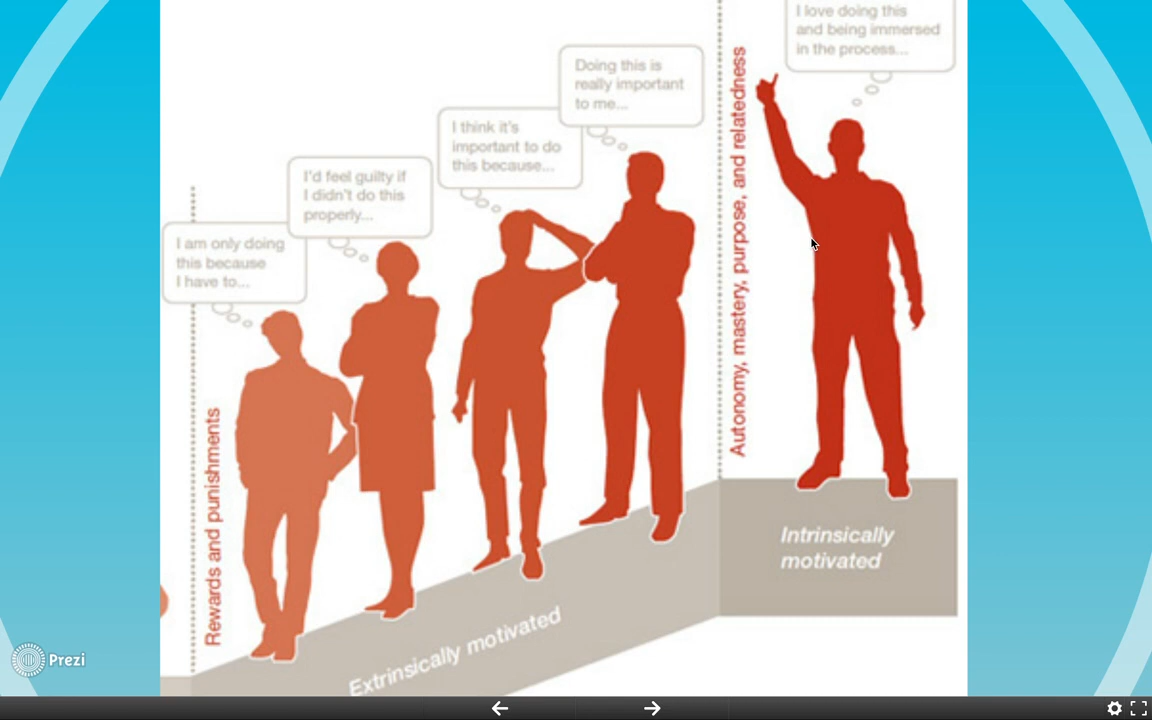 I am only doing
this because
I have to...
I'd feel guilty if
I didn't do this
properly...
I think it's
important to do
this because...
Doing this is
really important
to me...
I love doing this
and being immersed
in the process...
Rewards and punishments
Autonomy, mastery, purpose, and relatedness
Extrinsically motivated
Intrinsically
motivated
Prezi